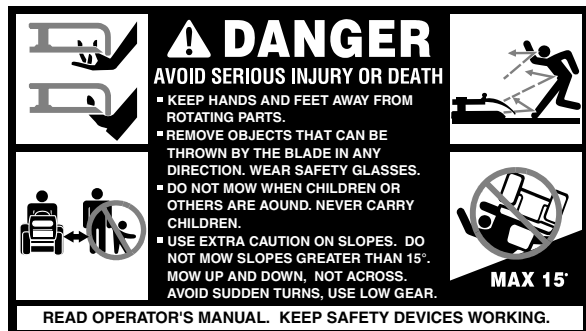 DANGER
AVOID SERIOUS INJURY OR DEATH
▪ KEEP HANDS AND FEET AWAY FROM
ROTATING PARTS.
▪ REMOVE OBJECTS THAT CAN BE
THROWN BY THE BLADE IN ANY
DIRECTION. WEAR SAFETY GLASSES.
▪ DO NOT MOW WHEN CHILDREN OR
OTHERS ARE AOUND. NEVER CARRY
CHILDREN.
▪ USE EXTRA CAUTION ON SLOPES. DO
NOT MOW SLOPES GREATER THAN 15°.
MOW UP AND DOWN, NOT ACROSS.
AVOID SUDDEN TURNS, USE LOW GEAR.
MAX 15°
READ OPERATOR'S MANUAL. KEEP SAFETY DEVICES WORKING.